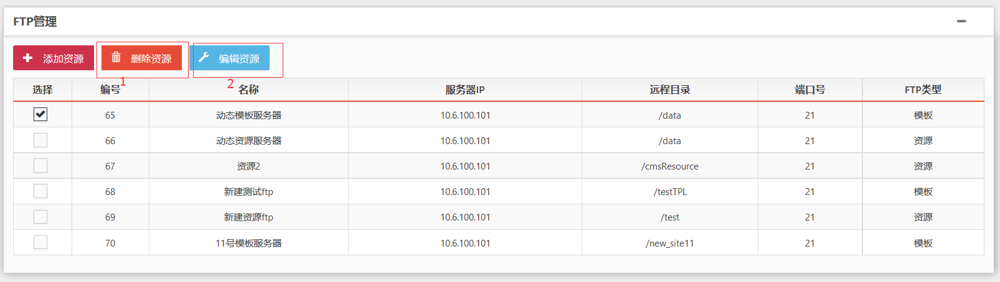 FTP管理
添加资源 删除资源 编辑资源
1 2
选择 编号 名称 服务器IP 远程目录 端口号 FTP类型
65 动态模板服务器 10.6.100.101 /data 21 模板
66 动态资源服务器 10.6.100.101 /data 21 资源
67 资源2 10.6.100.101 /cmsResource 21 资源
68 新建测试ftp 10.6.100.101 /testTPL 21 模板
69 新建资源ftp 10.6.100.101 /test 21 资源
70 11号模板服务器 10.6.100.101 /new_site11 21 模板